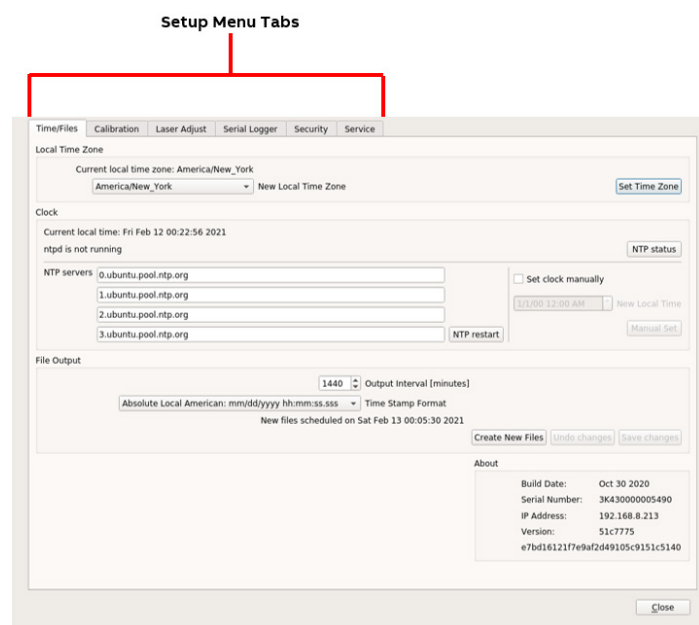 Setup Menu Tabs
Time/Files Calibration Laser Adjust Serial Logger Security Service
Local Time Zone
Current local time zone: America/New_York
America/New_York New Local Time Zone Set Time Zone
Clock
Current local time: Fri Feb 12 00:22:56 2021
ntpd is not running NTP status
NTP servers 0.ubuntu.pool.ntp.org Set clock manually
1.ubuntu.pool.ntp.org 1/1/00 12:00 AM New Local Time
2.ubuntu.pool.ntp.org Manual Set
3.ubuntu.pool.ntp.org NTP restart
File Output
1440 Output Interval [minutes]
Absolute Local American: mm/dd/yyyy hh:mm:ss.sss Time Stamp Format
New files scheduled on Sat Feb 13 00:05:30 2021
Create New Files Undo changes Save changes
About
Build Date: Oct 30 2020
Serial Number: 3K430000005490
IP Address: 192.168.8.213
Version: 51c7775
e7bd16121f7e9af2d49105c9151c5140
Close